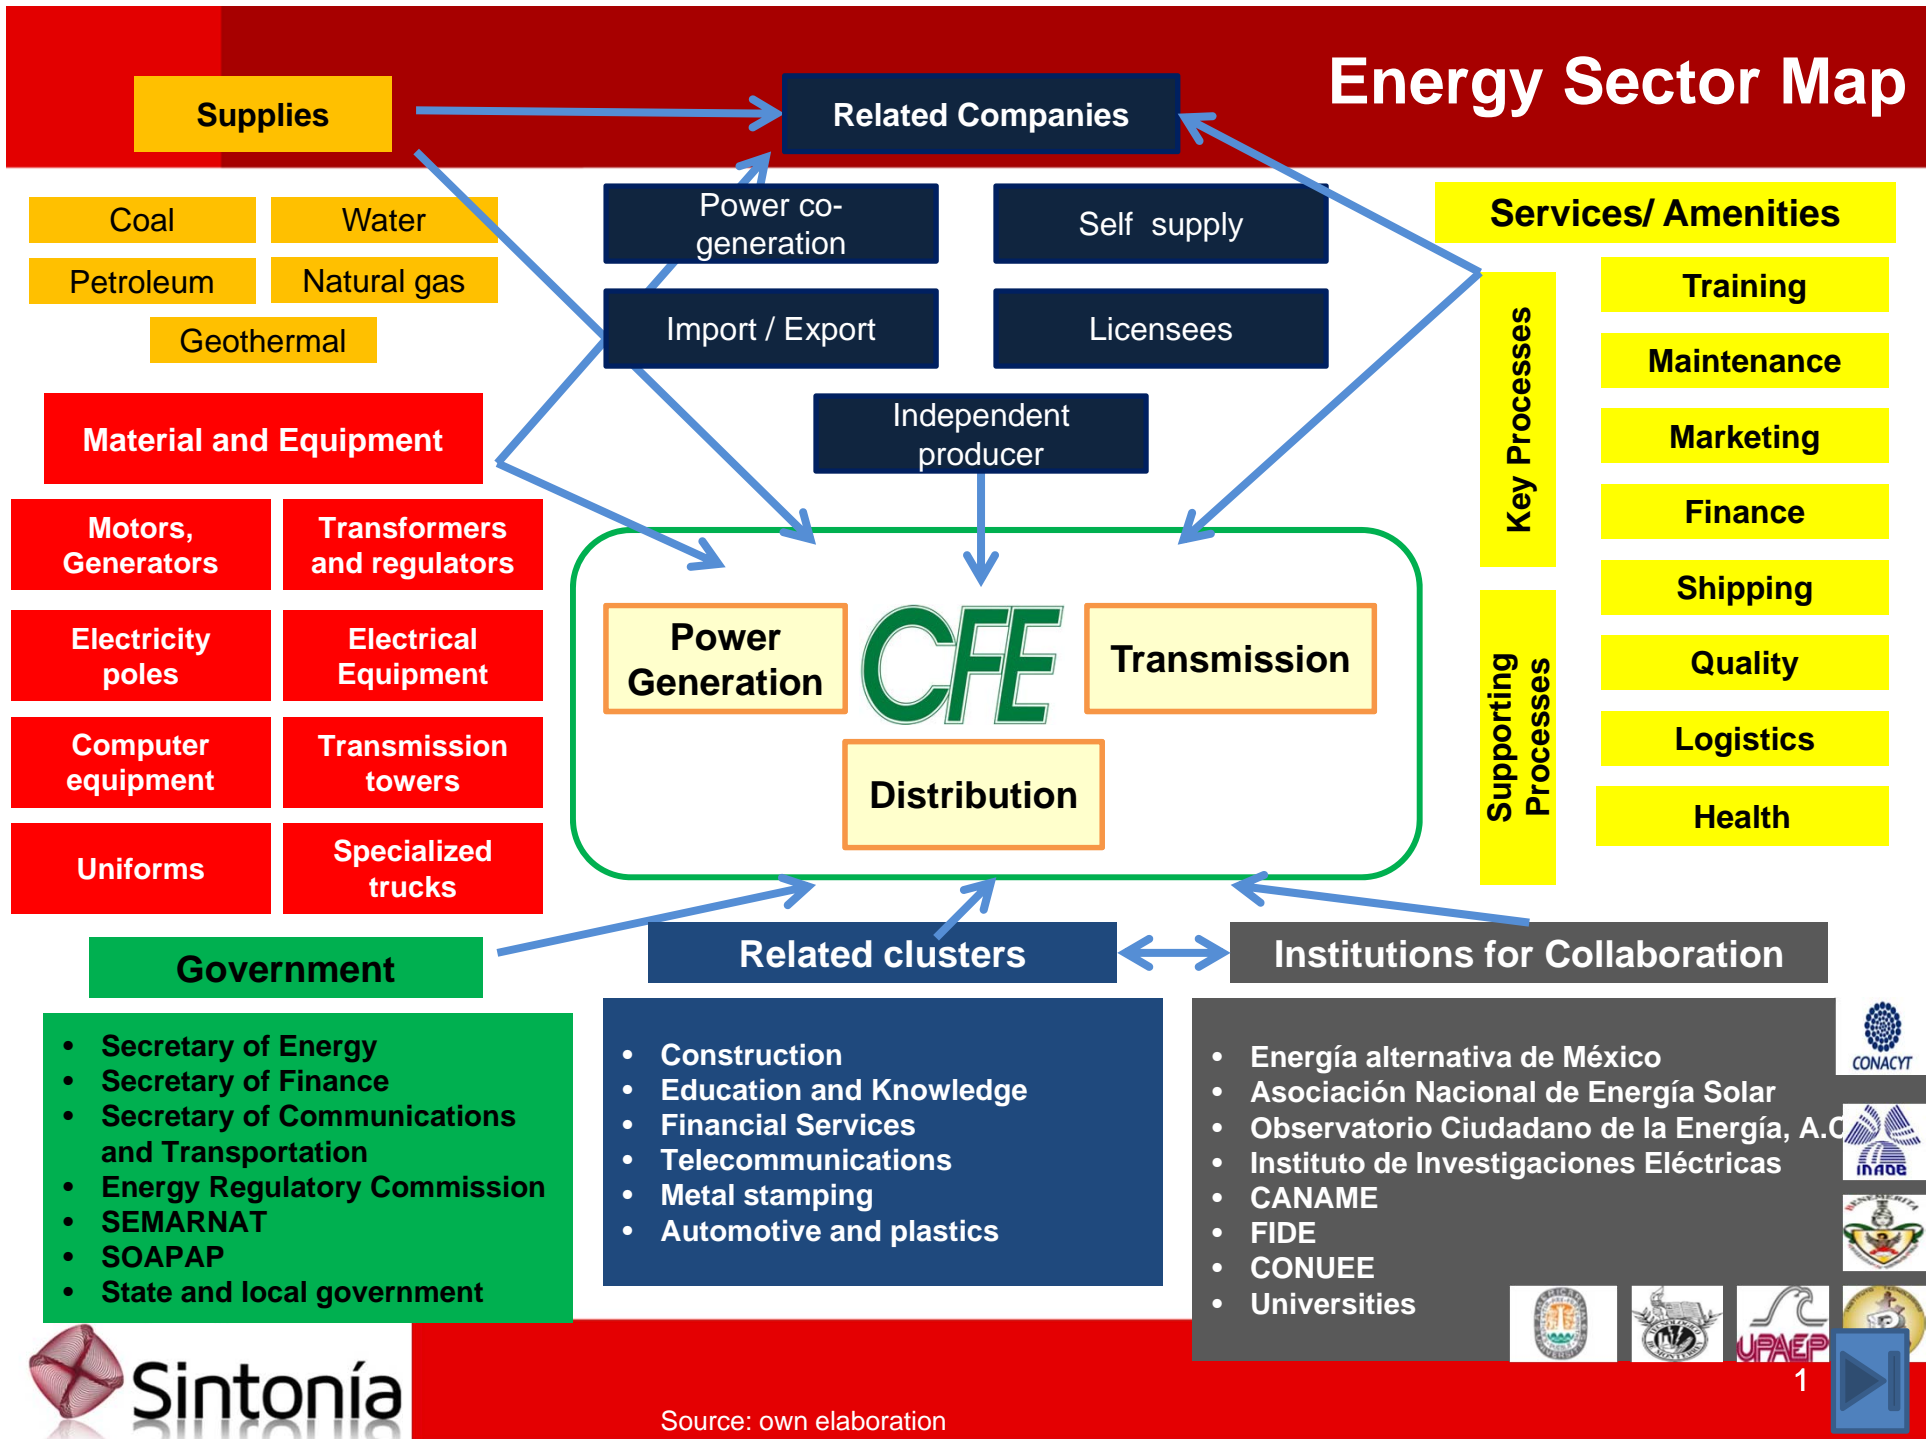 Energy Sector Map
Supplies
Related Companies
Coal
Water
Petroleum
Natural gas
Geothermal
Power co-
generation
Self supply
Import / Export
Licensees
Independent
producer
Services/ Amenities
Key Processes
Supporting
Processes
Training
Maintenance
Marketing
Finance
Shipping
Quality
Logistics
Health
Material and Equipment
Motors,
Generators
Transformers
and regulators
Electricity
poles
Electrical
Equipment
Computer
equipment
Transmission
towers
Uniforms
Specialized
trucks
Power
Generation
CFE
Transmission
Distribution
Government
• Secretary of Energy
• Secretary of Finance
• Secretary of Communications
and Transportation
• Energy Regulatory Commission
• SEMARNAT
• SOAPAP
• State and local government
Related clusters
• Construction
• Education and Knowledge
• Financial Services
• Telecommunications
• Metal stamping
• Automotive and plastics
Institutions for Collaboration
• Energía alternativa de México
• Asociación Nacional de Energía Solar
• Observatorio Ciudadano de la Energía, A.C
• Instituto de Investigaciones Eléctricas
• CANAME
• FIDE
• CONUEE
• Universities
CONACYT
INAOE
UPAEP
Sintonía
Source: own elaboration
1